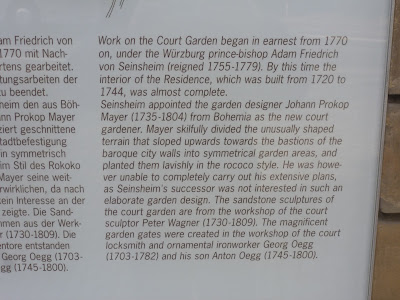 am Friedrich von
1770 mit Nach-
rtens gearbeitet.
tungsarbeiten der
zu beendet.
heim den aus Böh-
ann Prokop Mayer
ziert geschnittene
tadtbefestigung
in symmetrisch
im Stil des Rokoko
Mayer seine weit-
rwirklichen, da nach
ein Interesse an der
zeigte. Die Sand-
mmen aus der Werk-
r (1730-1809). Die
entore entstanden
Georg Oegg (1703-
gg (1745-1800).
Work on the Court Garden began in earnest from 1770
on, under the Würzburg prince-bishop Adam Friedrich
von Seinsheim (reigned 1755-1779). By this time the
interior of the Residence, which was built from 1720 to
1744, was almost complete.
Seinsheim appointed the garden designer Johann Prokop
Mayer (1735-1804) from Bohemia as the new court
gardener. Mayer skilfully divided the unusually shaped
terrain that sloped upwards towards the bastions of the
baroque city walls into symmetrical garden areas, and
planted them lavishly in the rococo style. He was howe-
ver unable to completely carry out his extensive plans,
as Seinsheim's successor was not interested in such an
elaborate garden design. The sandstone sculptures of
the court garden are from the workshop of the court
sculptor Peter Wagner (1730-1809). The magnificent
garden gates were created in the workshop of the court
locksmith and ornamental ironworker Georg Oegg
(1703-1782) and his son Anton Oegg (1745-1800).